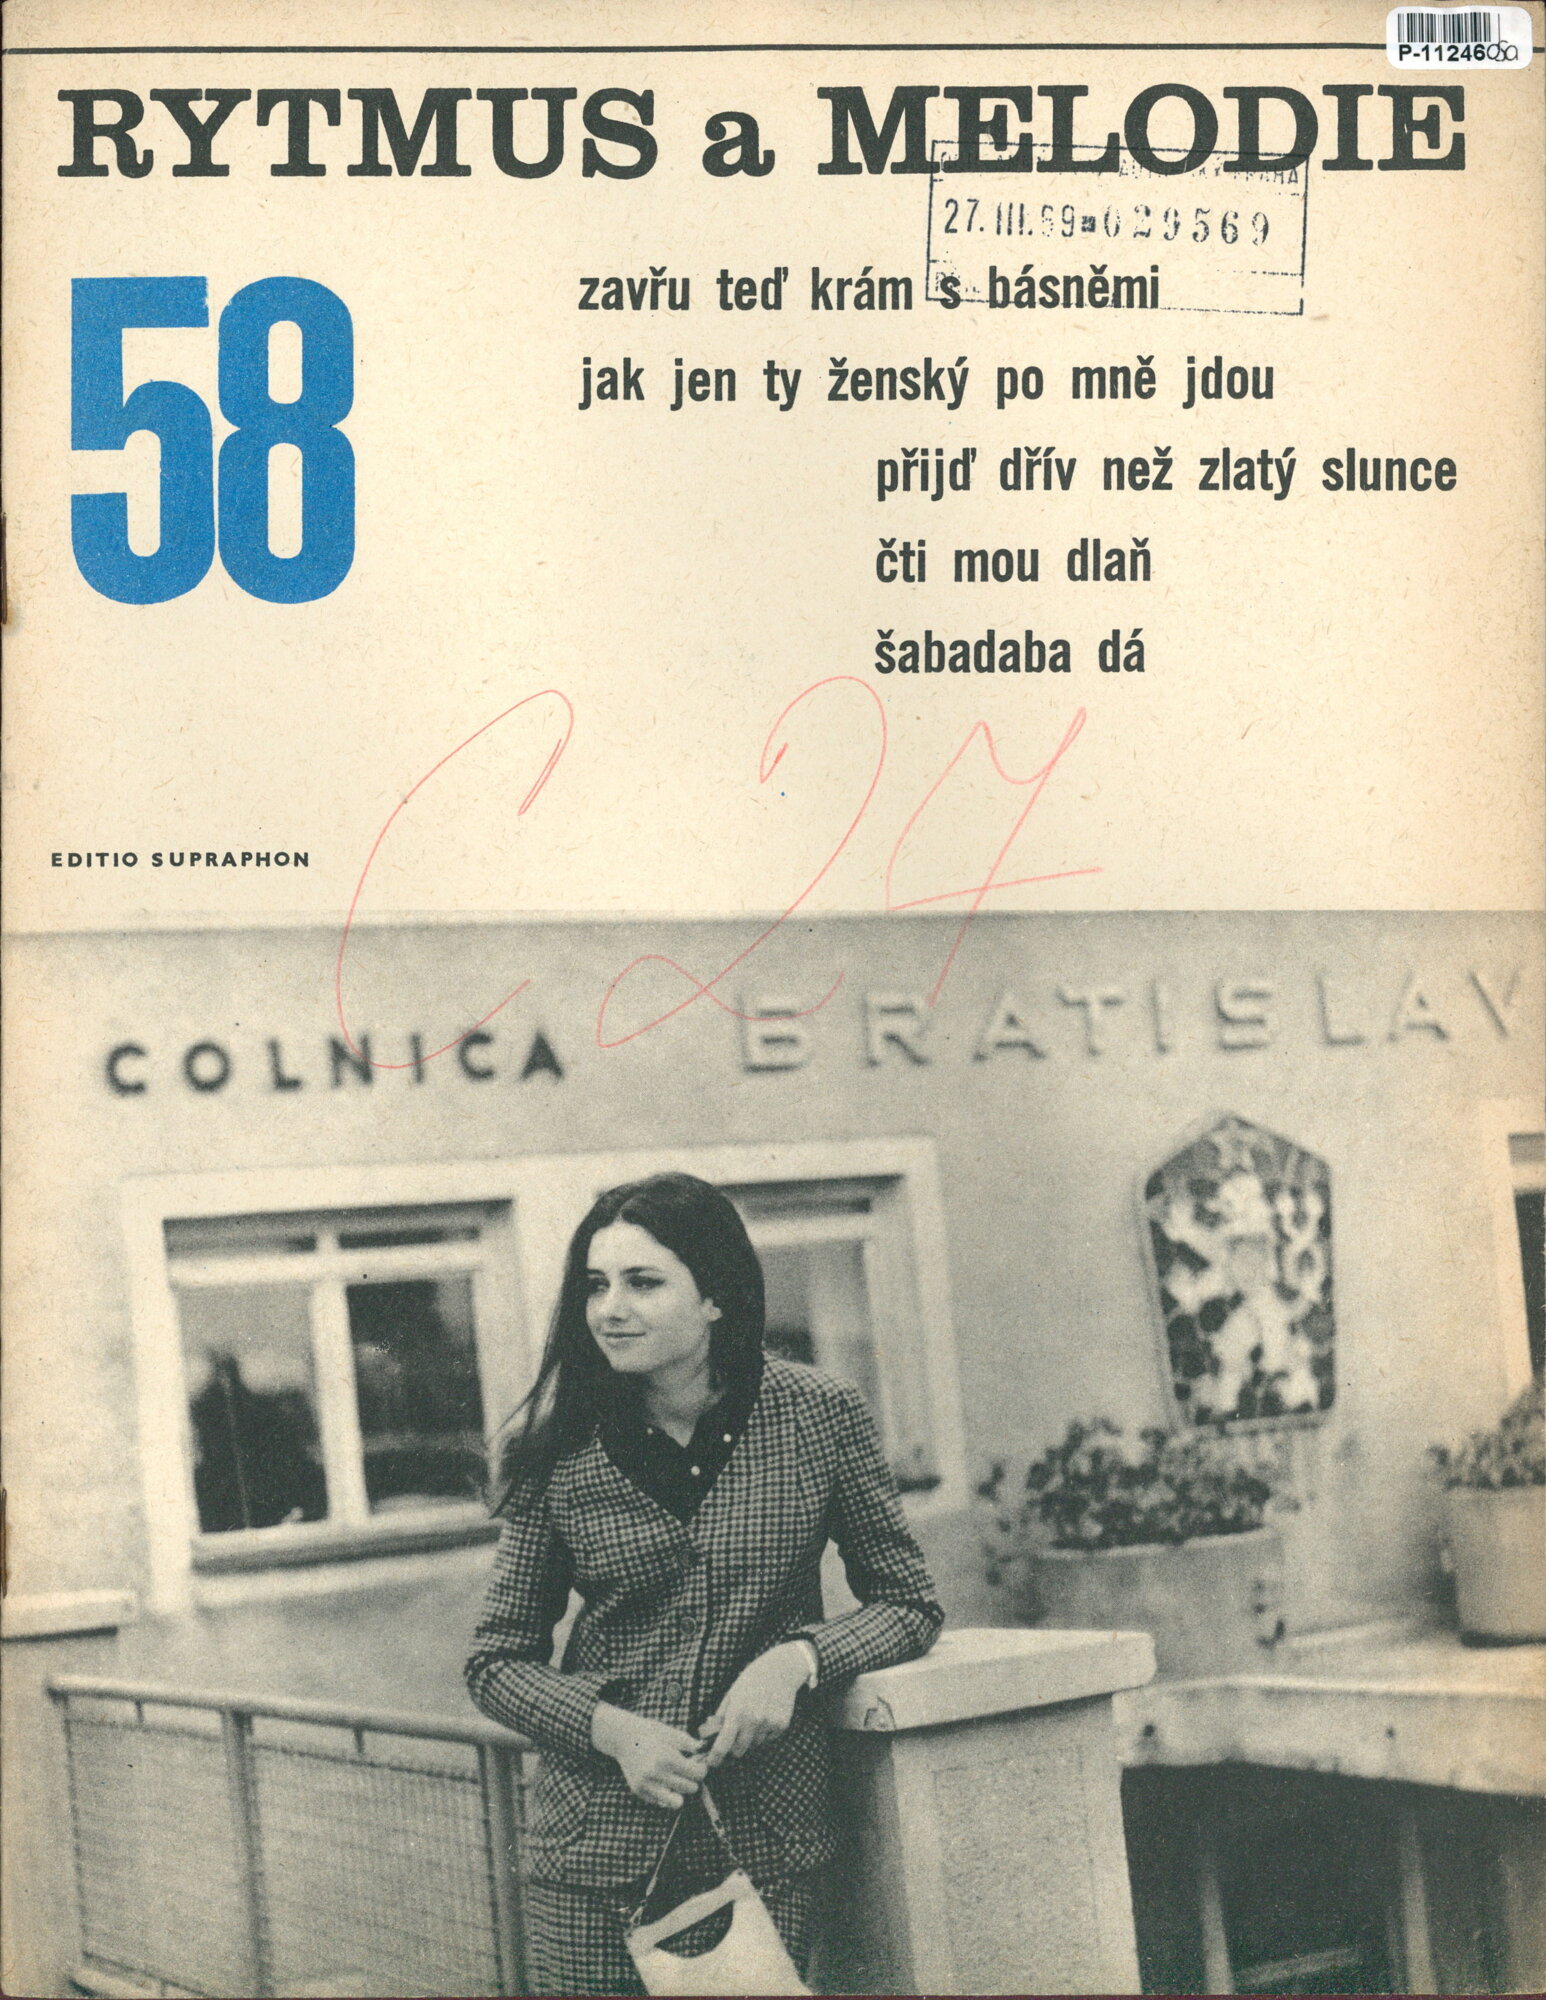 P-11246
RYTMUS a MELODIE
27. III. 69 029569
58
zavřu teď krám s básněmi
jak jen ty ženský po mně jdou
přijď dřív než zlatý slunce
čti mou dlaň
šabadaba dá
C 27
EDITIO SUPRAPHON
COLNICA BRATISLAV